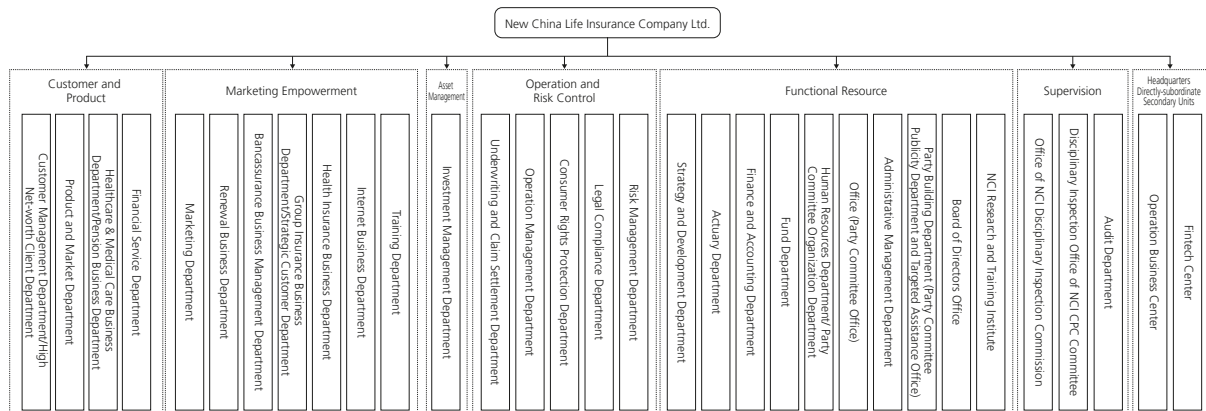 New China Life Insurance Company Ltd.
Customer and
Product
Customer Management Department/High
Net-worth Client Department
Product and Market Department
Healthcare & Medical Care Business
Department/Pension Business Department
Financial Service Department
Marketing Empowerment
Marketing Department
Renewal Business Department
Bancassurance Business Management Department
Group Insurance Business
Department/Strategic Customer Department
Health Insurance Business Department
Internet Business Department
Training Department
Asset
Management
Investment Management Department
Operation and
Risk Control
Underwriting and Claim Settlement Department
Operation Management Department
Consumer Rights Protection Department
Legal Compliance Department
Risk Management Department
Functional Resource
Strategy and Development Department
Actuary Department
Finance and Accounting Department
Fund Department
Human Resources Department/ Party
Committee Organization Department
Office (Party Committee Office)
Administrative Management Department
Party Building Department (Party Committee
Publicity Department and Targeted Assistance Office)
Board of Directors Office
NCI Research and Training Institute
Supervision
Office of NCI Disciplinary Inspection Commission
Disciplinary Inspection Office of NCI CPC Committee
Audit Department
Headquarters
Directly-subordinate
Secondary Units
Operation Business Center
Fintech Center